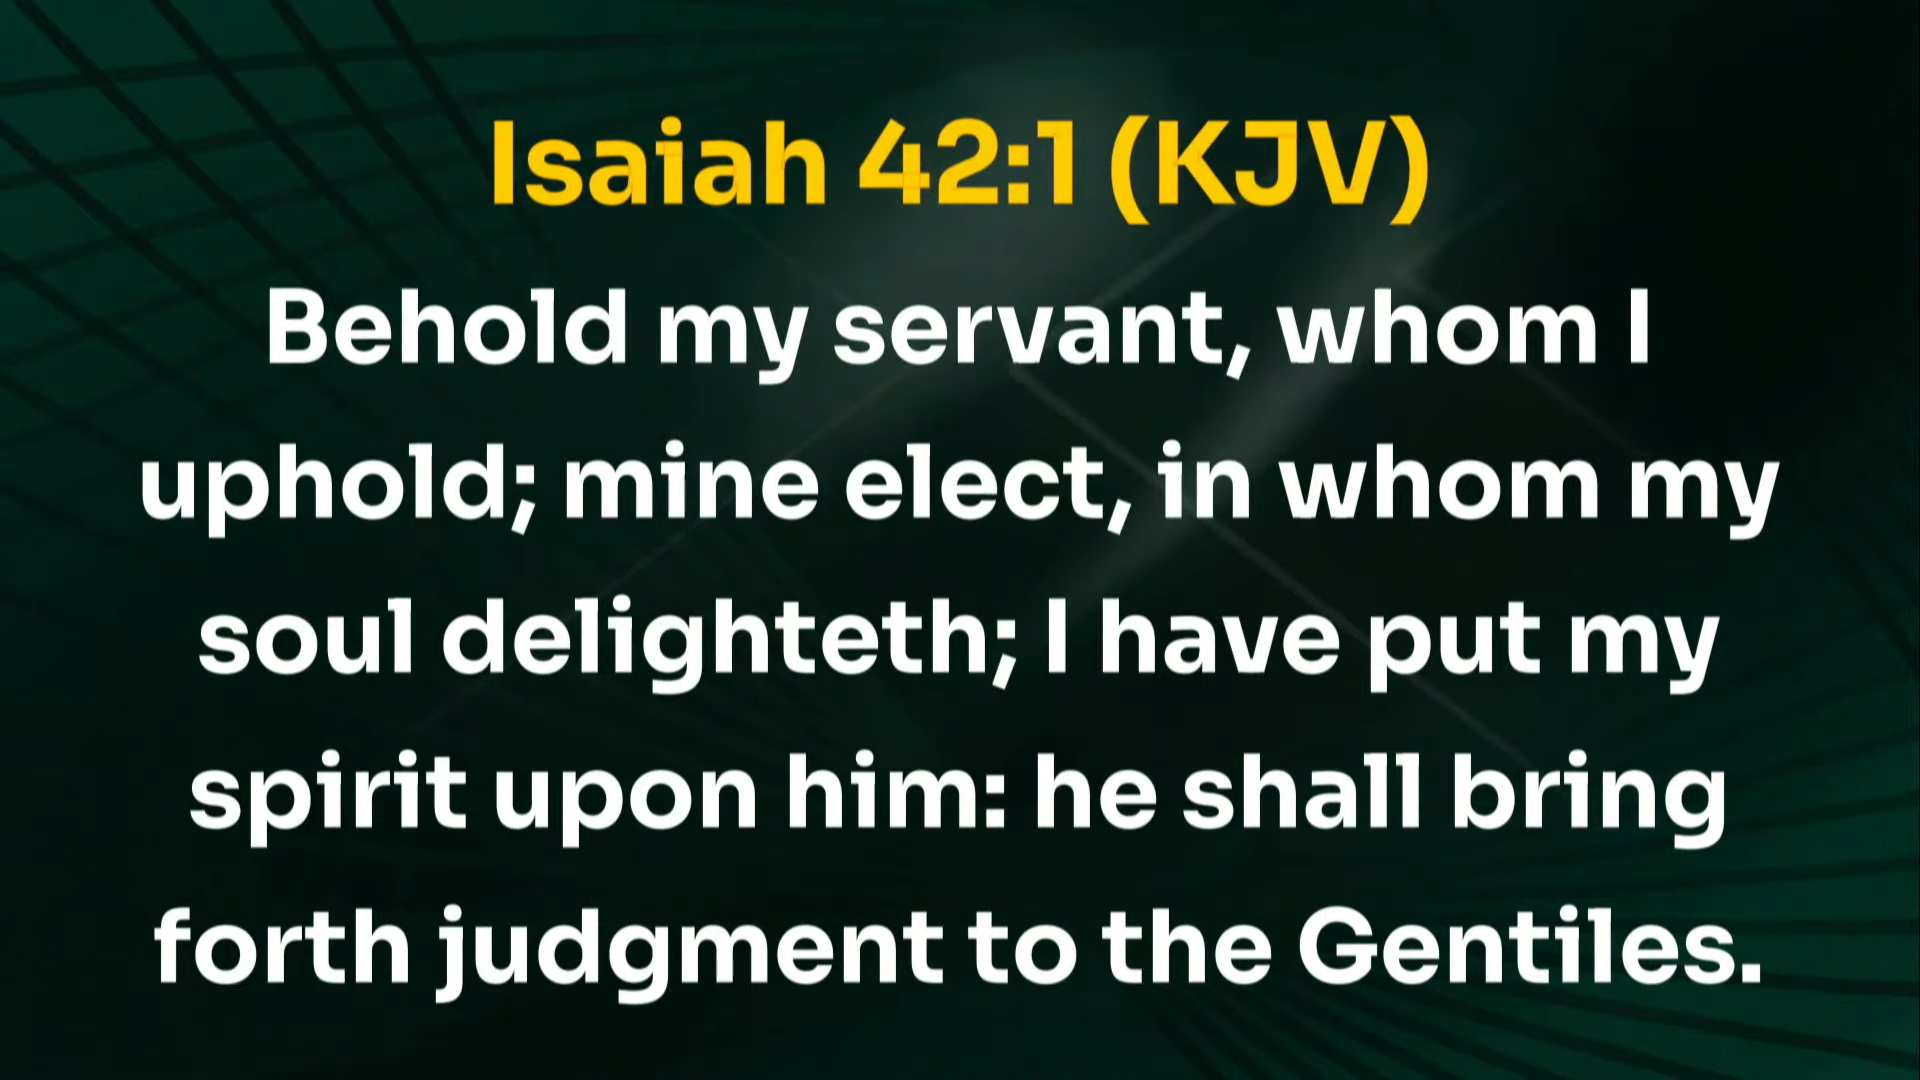 Isaiah 42:1 (KJV)
Behold my servant, whom I
uphold; mine elect, in whom my
soul delighteth; I have put my
spirit upon him: he shall bring
forth judgment to the Gentiles.